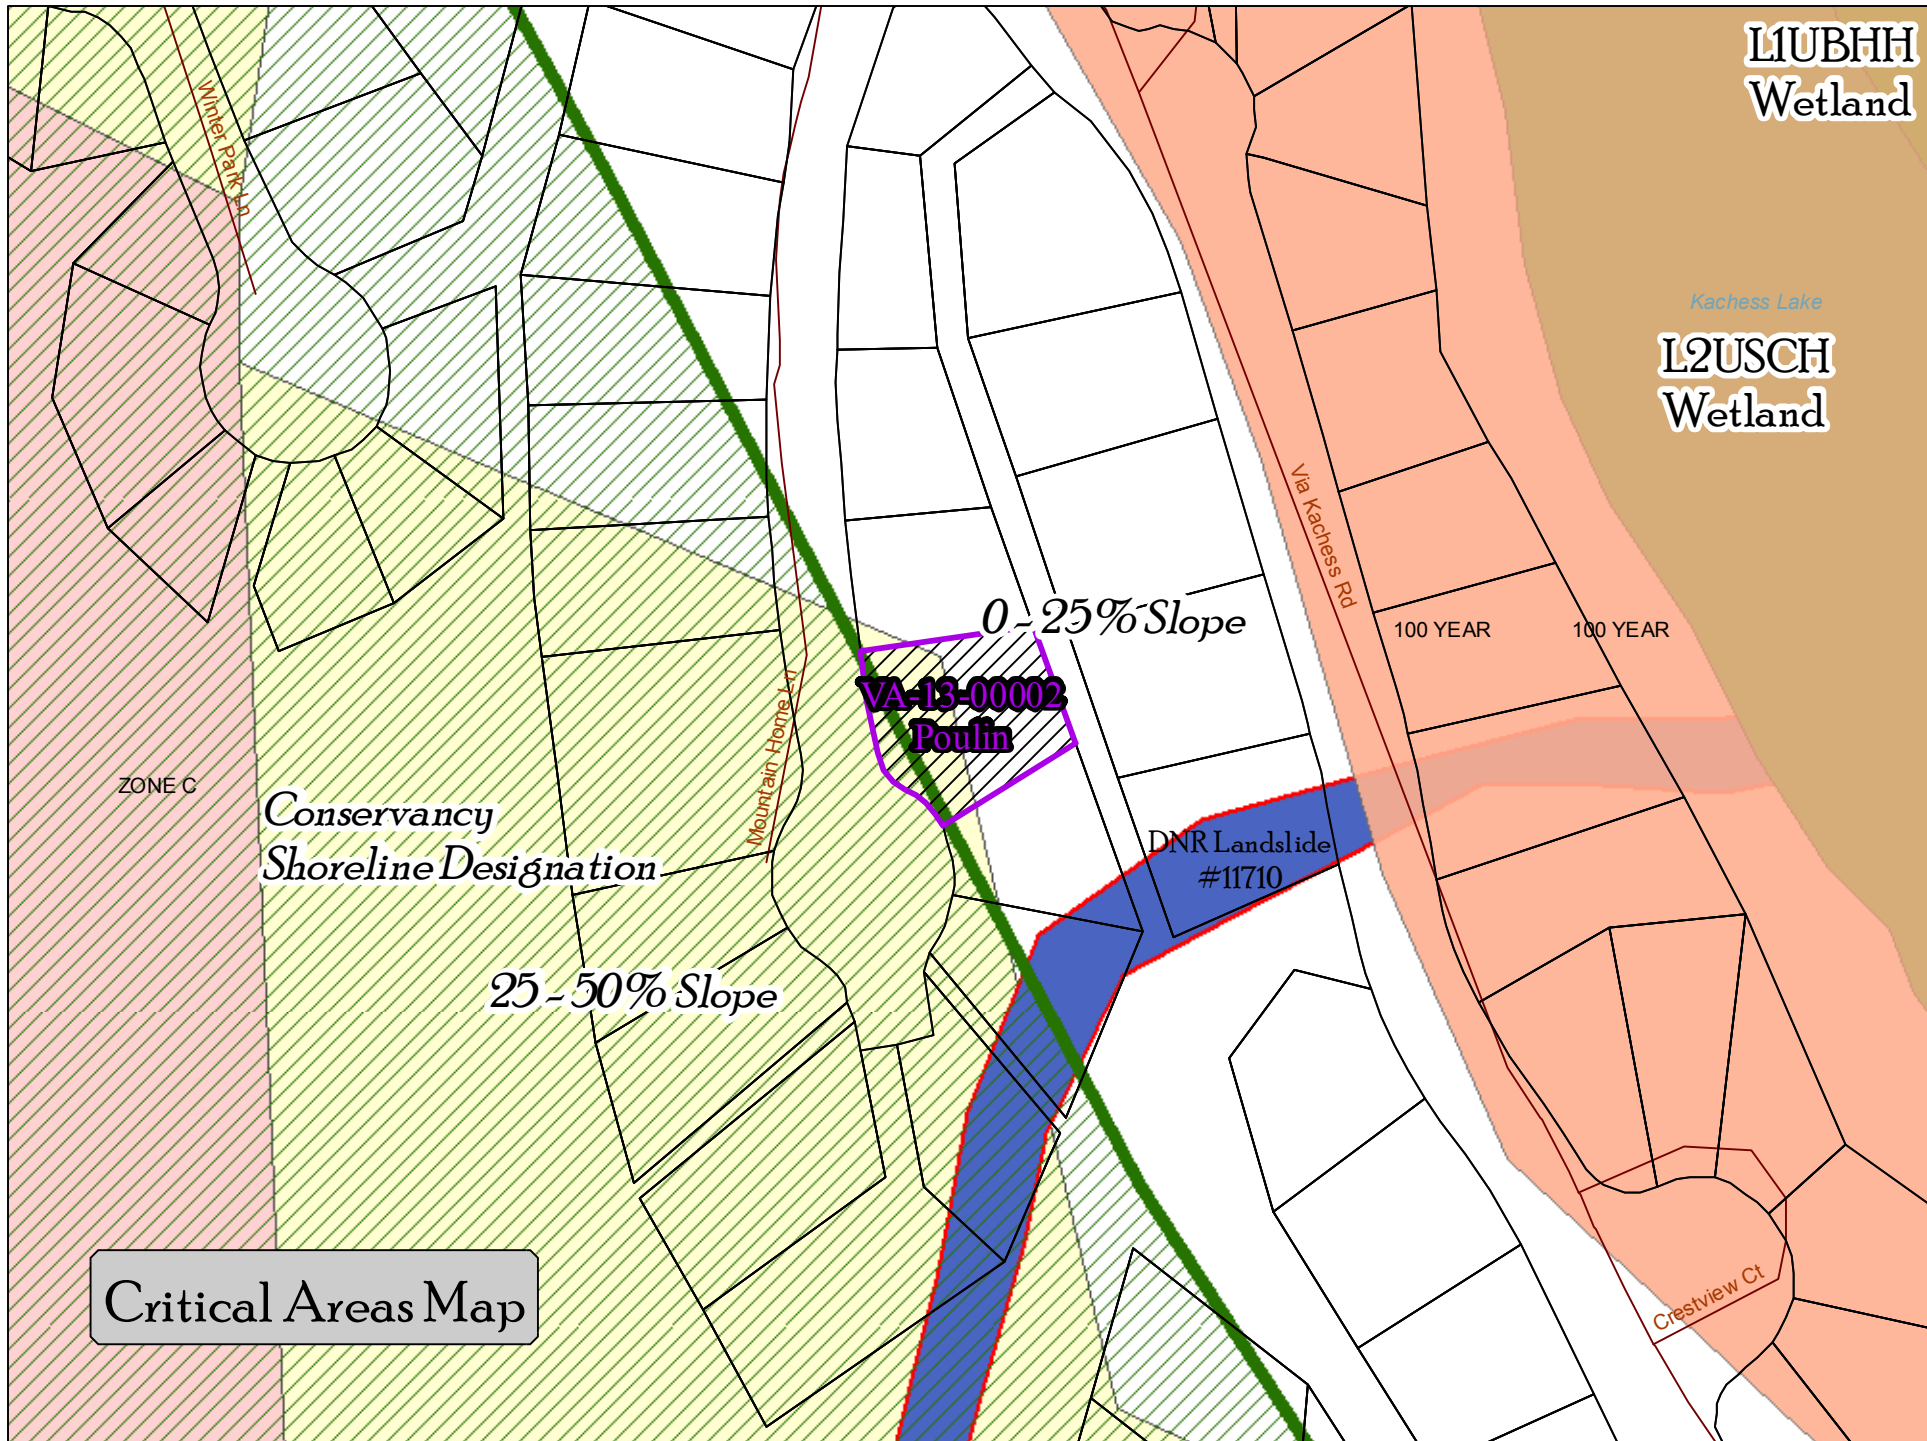 L1UBHH
Wetland
Winter Park Ln
Kachess Lake
L2USCH
Wetland
Via Kachess Rd
0 - 25% Slope
100 YEAR
100 YEAR
VA-13-00002
Poulin
Mountain Home Ln
ZONE C
Conservancy
Shoreline Designation
DNR Landslide
#11710
25 - 50% Slope
Crestview Ct
Critical Areas Map